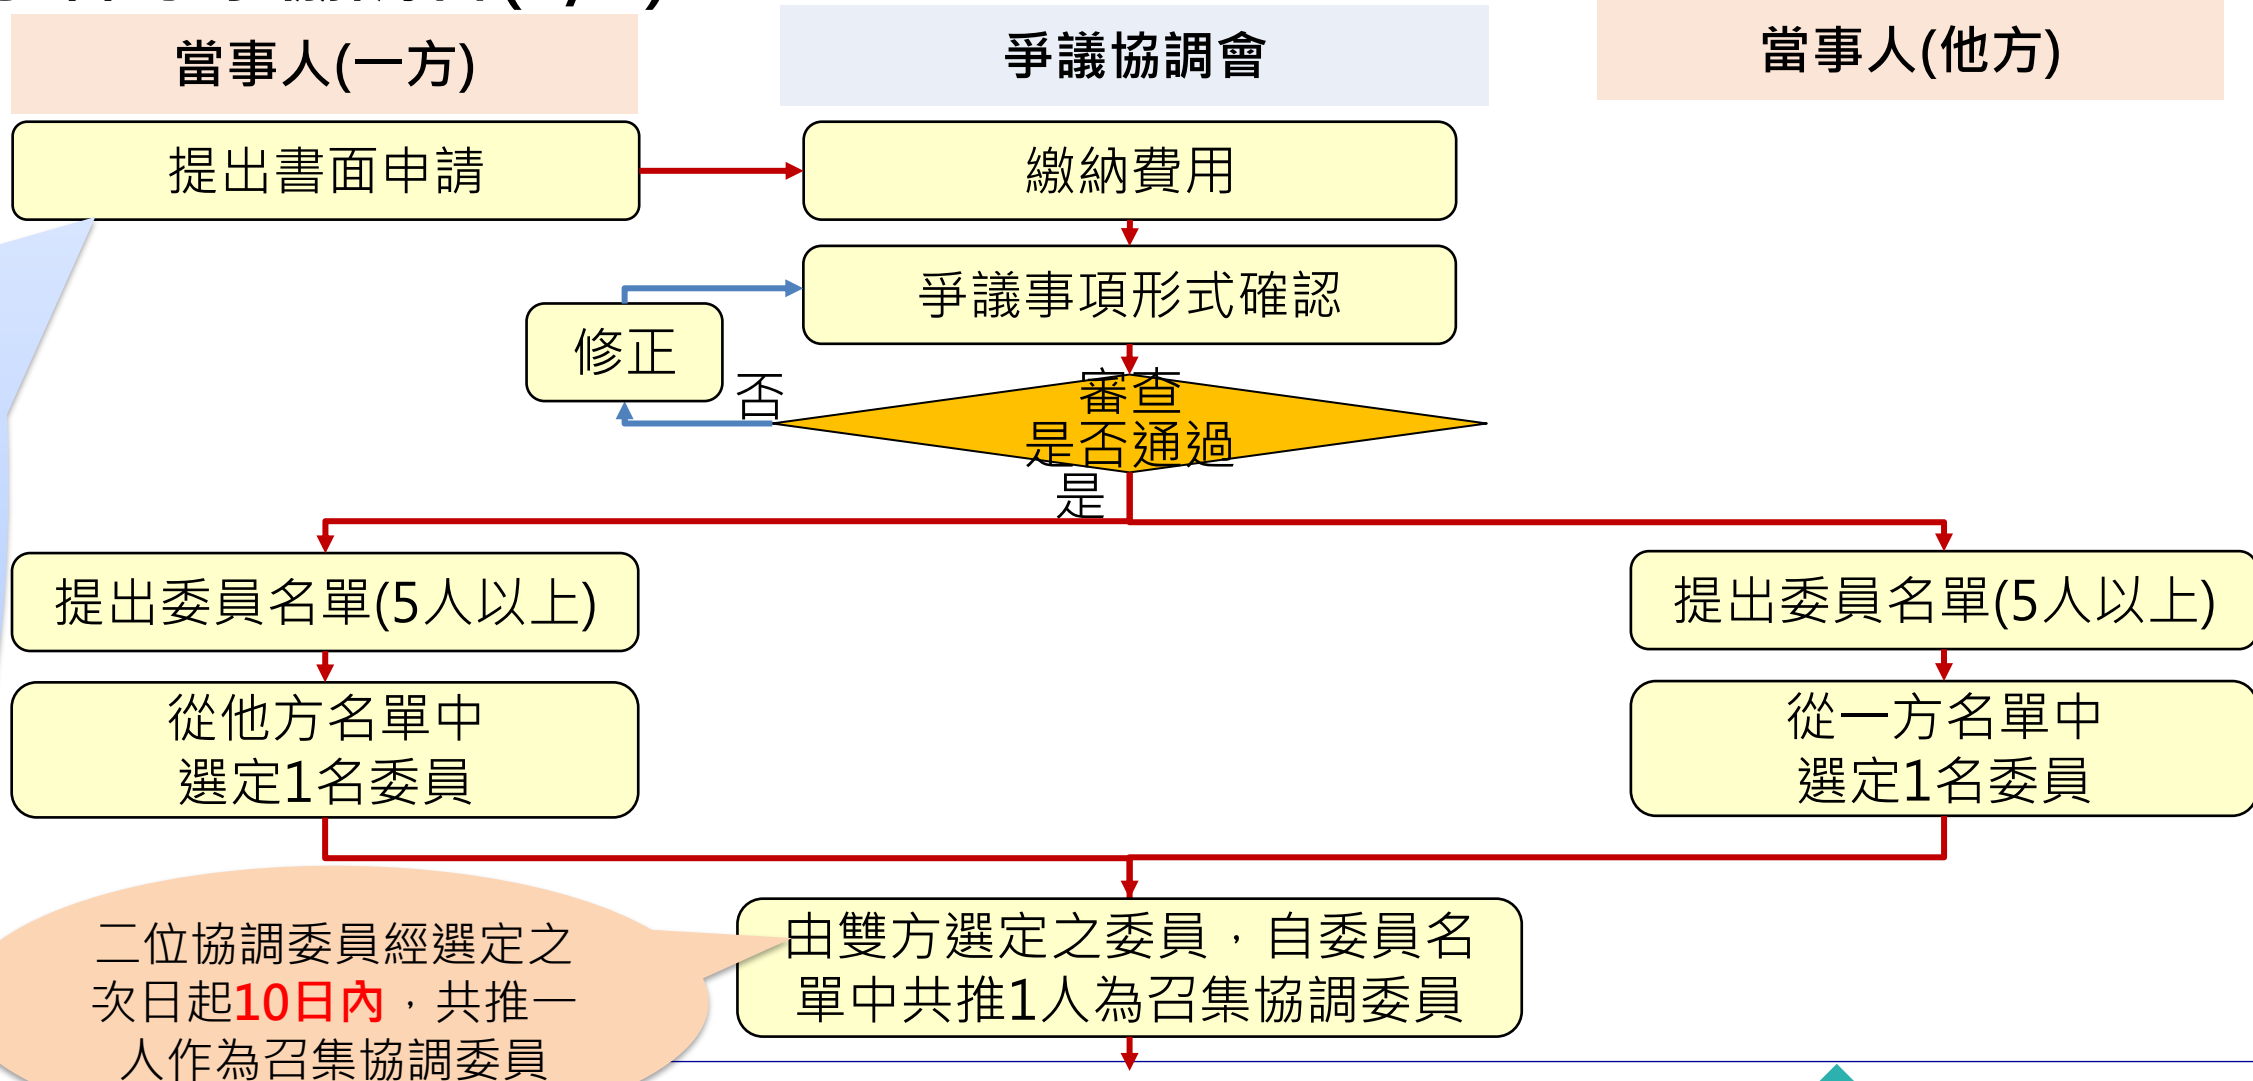 當事人(一方)
爭議協調會
當事人(他方)
提出書面申請
繳納費用
爭議事項形式確認
修正
否
審查
是否通過
是
提出委員名單(5人以上)
提出委員名單(5人以上)
從他方名單中
選定1名委員
從一方名單中
選定1名委員
由雙方選定之委員，自委員名
單中共推1人為召集協調委員
二位協調委員經選定之
次日起10日內，共推一
人作為召集協調委員